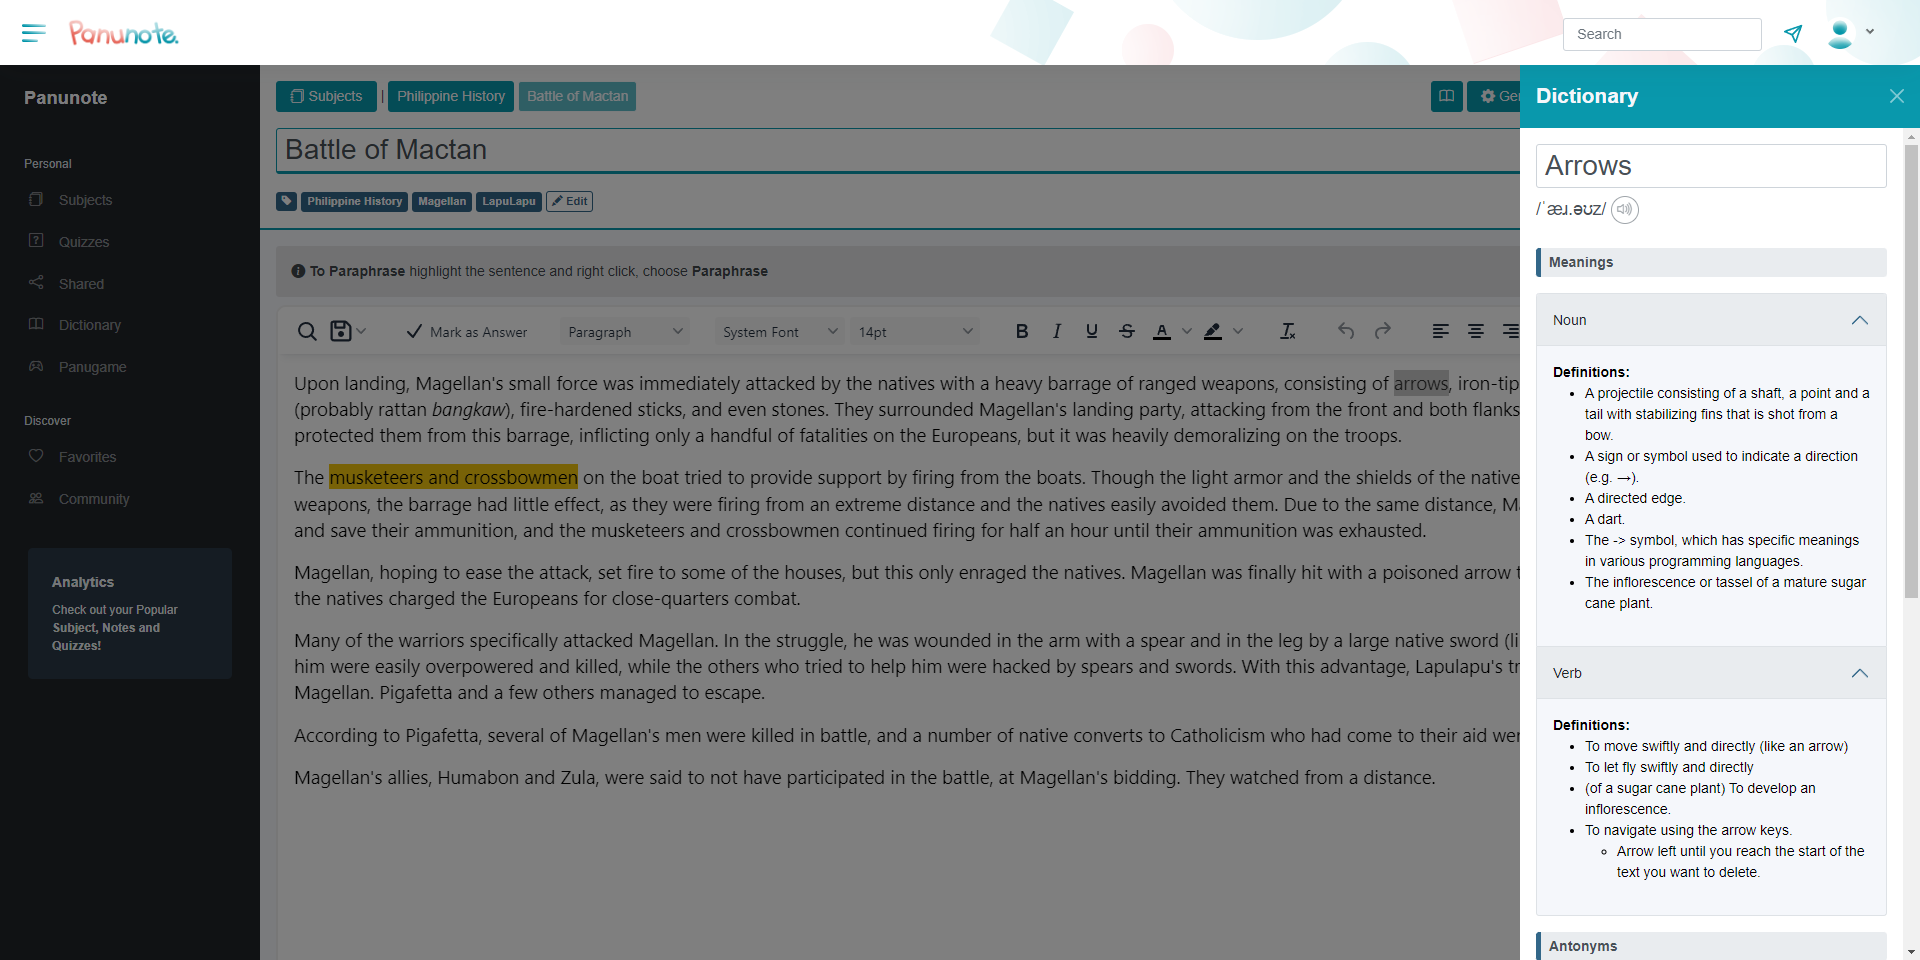 Panunote.
Search
Panunote
Personal
Subjects
Quizzes
Shared
Dictionary
Panugame
Discover
Favorites
Community
Analytics
Check out your Popular
Subject, Notes and
Quizzes!
Subjects | Philippine History Battle of Mactan
Battle of Mactan
Philippine History Magellan LapuLapu Edit
To Paraphrase highlight the sentence and right click, choose Paraphrase
Mark as Answer Paragraph System Font 14pt B I U S A
Upon landing, Magellan's small force was immediately attacked by the natives with a heavy barrage of ranged weapons, consisting of arrows, iron-tip
(probably rattan bangkaw), fire-hardened sticks, and even stones. They surrounded Magellan's landing party, attacking from the front and both flanks
protected them from this barrage, inflicting only a handful of fatalities on the Europeans, but it was heavily demoralizing on the troops.
The musketeers and crossbowmen on the boat tried to provide support by firing from the boats. Though the light armor and the shields of the native
weapons, the barrage had little effect, as they were firing from an extreme distance and the natives easily avoided them. Due to the same distance, M
and save their ammunition, and the musketeers and crossbowmen continued firing for half an hour until their ammunition was exhausted.
Magellan, hoping to ease the attack, set fire to some of the houses, but this only enraged the natives. Magellan was finally hit with a poisoned arrow t
the natives charged the Europeans for close-quarters combat.
Many of the warriors specifically attacked Magellan. In the struggle, he was wounded in the arm with a spear and in the leg by a large native sword (li
him were easily overpowered and killed, while the others who tried to help him were hacked by spears and swords. With this advantage, Lapulapu's tr
Magellan. Pigafetta and a few others managed to escape.
According to Pigafetta, several of Magellan's men were killed in battle, and a number of native converts to Catholicism who had come to their aid wer
Magellan's allies, Humabon and Zula, were said to not have participated in the battle, at Magellan's bidding. They watched from a distance.
Dictionary
Arrows
/ˈæɹ.əʊz/
Meanings
Noun
Definitions:
A projectile consisting of a shaft, a point and a
tail with stabilizing fins that is shot from a
bow.
A sign or symbol used to indicate a direction
(e.g. →).
A directed edge.
A dart.
The -> symbol, which has specific meanings
in various programming languages.
The inflorescence or tassel of a mature sugar
cane plant.
Verb
Definitions:
To move swiftly and directly (like an arrow)
To let fly swiftly and directly
(of a sugar cane plant) To develop an
inflorescence.
To navigate using the arrow keys.
Arrow left until you reach the start of the
text you want to delete.
Antonyms